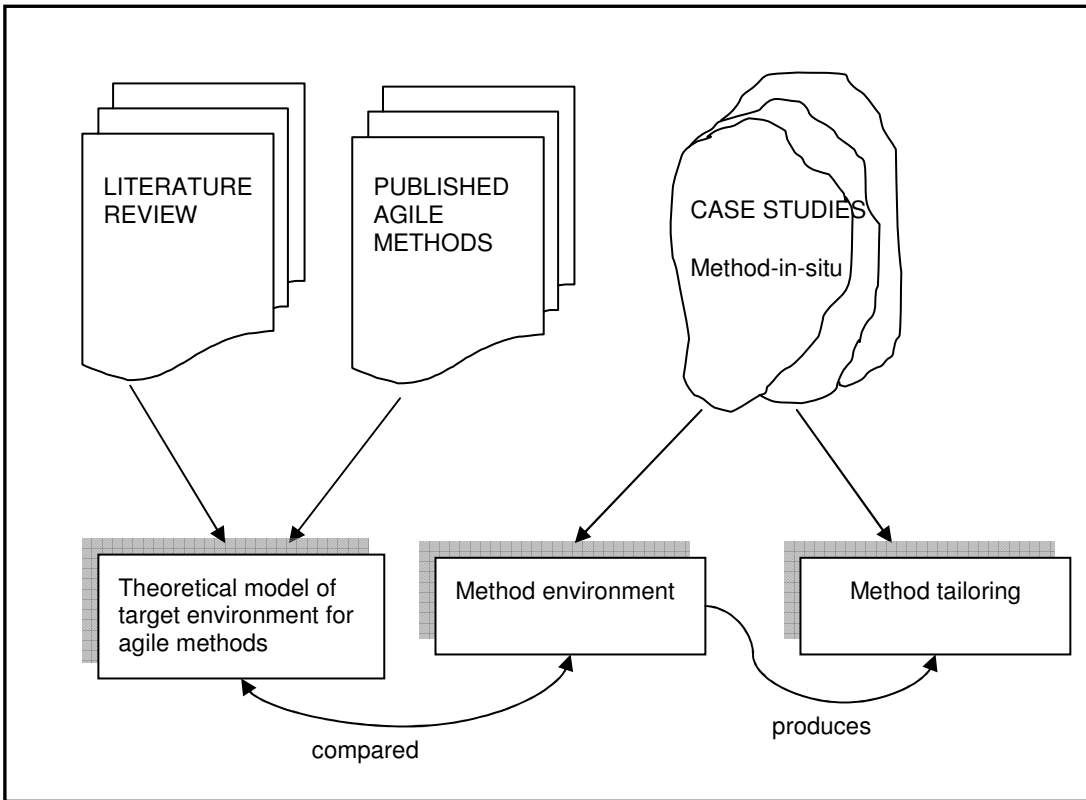 LITERATURE
REVIEW
PUBLISHED
AGILE
METHODS
CASE STUDIES
Method-in-situ
Theoretical model of
target environment for
agile methods
Method environment
Method tailoring
compared
produces